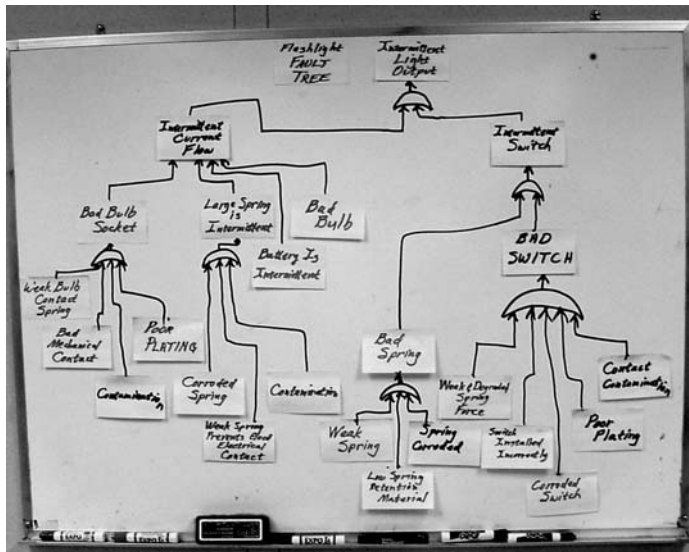 Flashlight
FAULT
TREE
Intermittent
Light
Output
Intermittent
Current
Flow
Intermittent
Switch
Bad Bulb
Socket
Large Spring
is
Intermittent
Bad
Bulb
Battery Is
Intermittent
BAD
SWITCH
Weak Bulb
Contact
Spring
Bad
Mechanical
Contact
POOR
PLATING
Contamination
Corroded
Spring
Weak Spring
Prevents Good
Electrical
Contact
Contamination
Bad
Spring
Weak
Spring
Spring
Corroded
Low Spring
Retention
Material
Weak & Degraded
Spring
Force
Switch
Installed
Incorrectly
Corroded
Switch
Poor
Plating
Contact
Contamination
EXPO
EXPO
EXPO